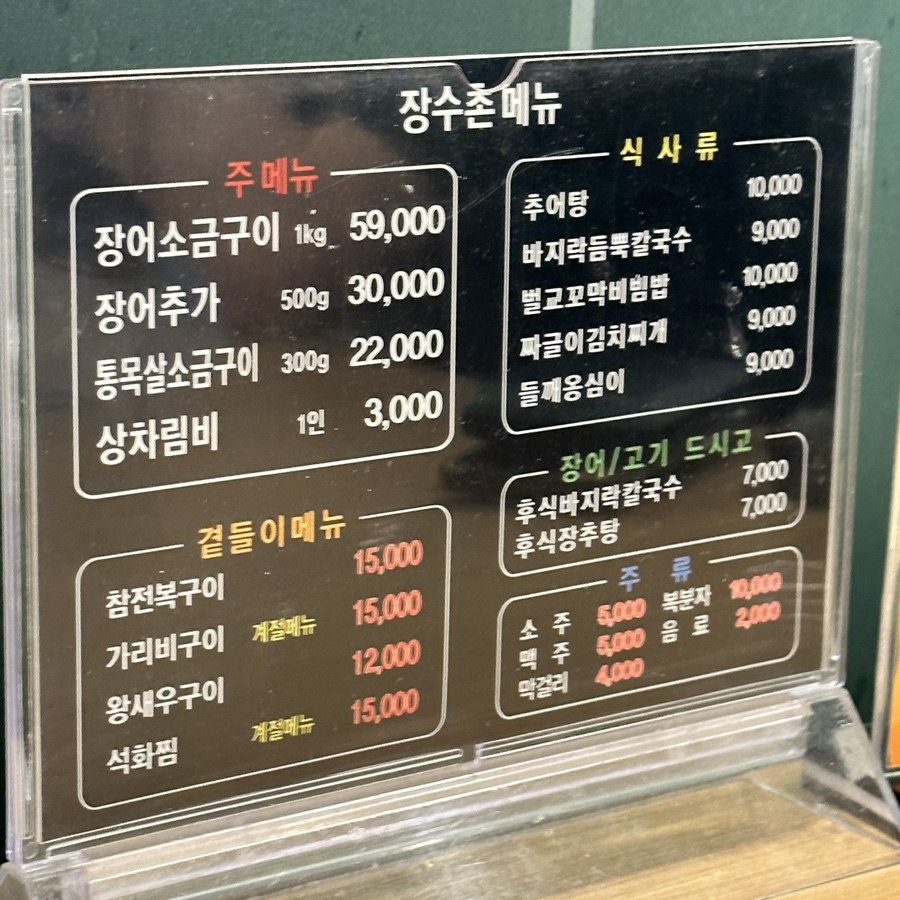 장수촌 메뉴
주 메뉴
장어소금구이 1kg 59,000
장어추가 500g 30,000
통목살소금구이 300g 22,000
상차림비 1인 3,000
곁들이메뉴
참전복구이 15,000
가리비구이 계절메뉴 15,000
왕새우구이 12,000
석화찜 계절메뉴 15,000
식 사 류
추어탕 10,000
바지락듬뿍칼국수 9,000
벌교꼬막비빔밥 10,000
짜글이김치찌개 9,000
들깨옹심이 9,000
장어/고기 드시고
후식바지락칼국수 7,000
후식장추탕 7,000
주 류
소 주 5,000 복분자 10,000
맥 주 5,000 음 료 2,000
막걸리 4,000